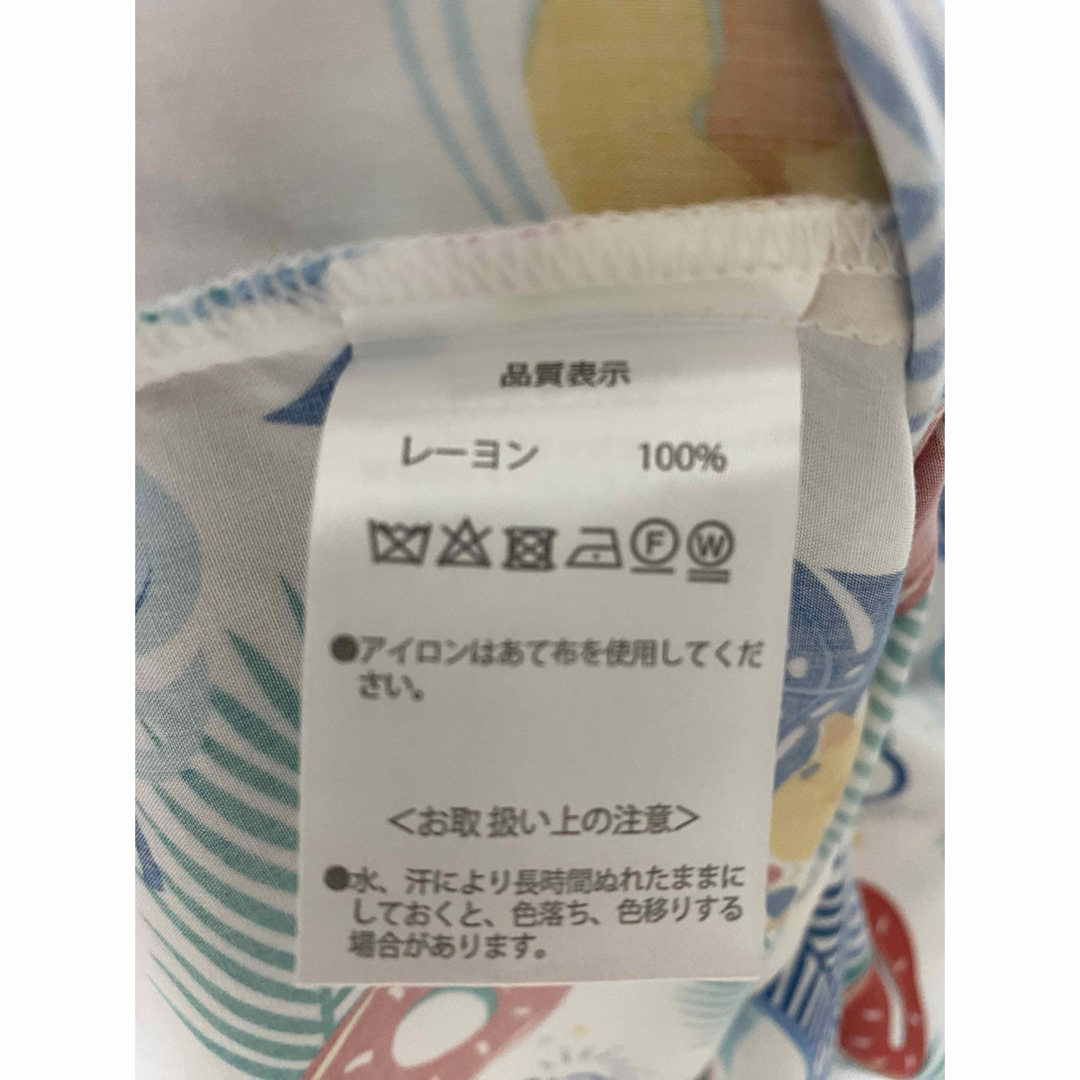 品質表示
レーヨン 100%
F W
●アイロンはあて布を使用してくだ
さい。
<お取扱い上の注意>
●水、汗により長時間ぬれたままに
しておくと、色落ち、色移りする
場合があります。